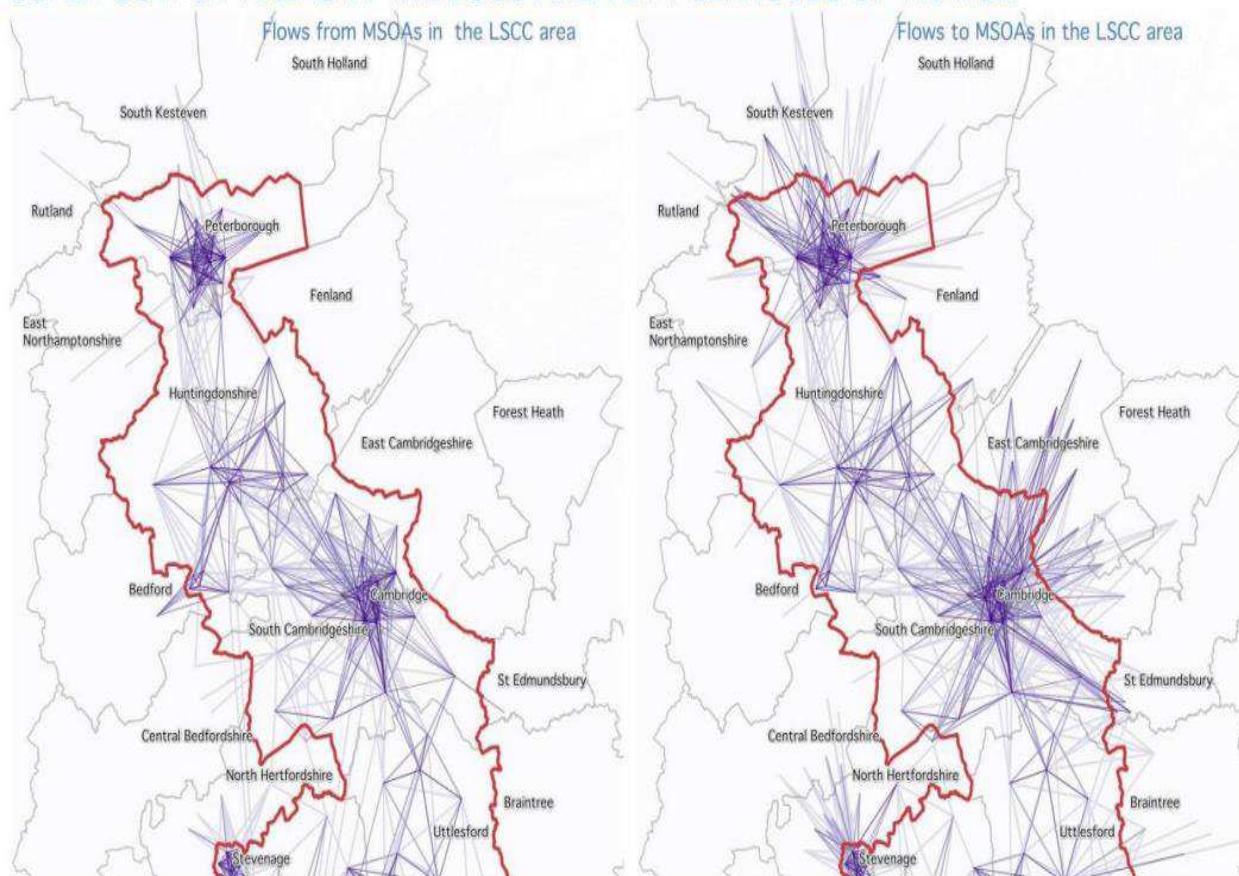 Flows from MSOAs in the LSCC area
South Holland
South Kesteven
Rutland
Peterborough
Fenland
East
Northamptonshire
Huntingdonshire
Forest Heath
East Cambridgeshire
Bedford
Cambridge
South Cambridgeshire
St Edmundsbury
Central Bedfordshire
North Hertfordshire
Braintree
Uttlesford
Stevenage
Flows to MSOAs in the LSCC area
South Holland
South Kesteven
Rutland
Peterborough
Fenland
East
Northamptonshire
Huntingdonshire
Forest Heath
East Cambridgeshire
Bedford
Cambridge
South Cambridgeshire
St Edmundsbury
Central Bedfordshire
North Hertfordshire
Braintree
Uttlesford
Stevenage